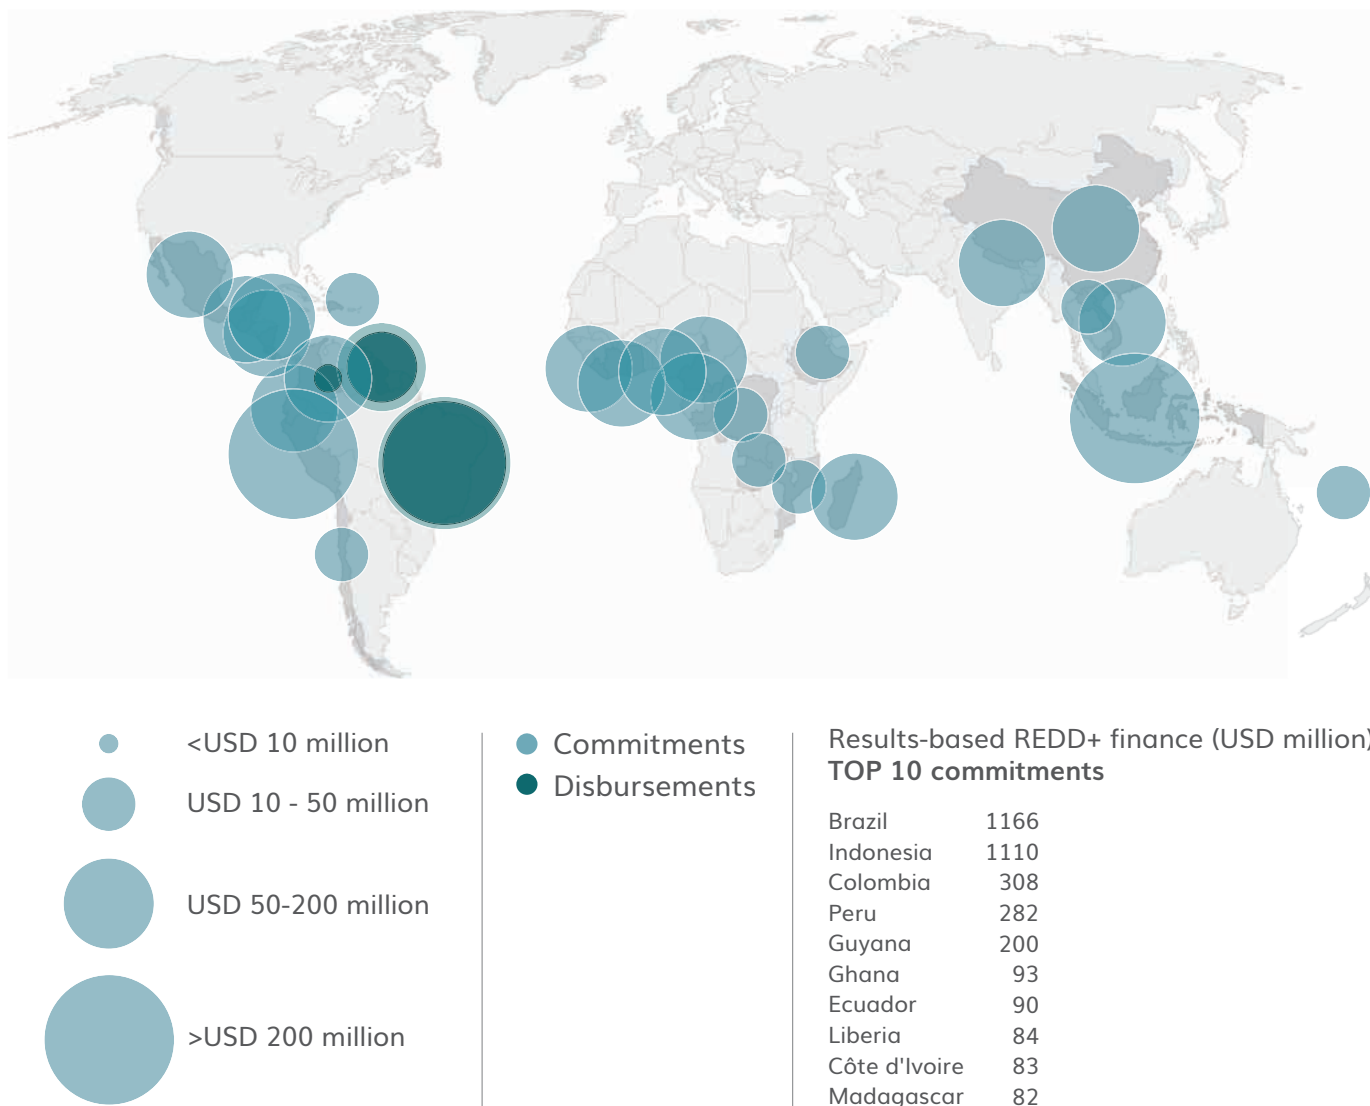 <USD 10 million
USD 10 - 50 million
USD 50-200 million
>USD 200 million
Commitments
Disbursements
Results-based REDD+ finance (USD million)
TOP 10 commitments
Brazil 1166
Indonesia 1110
Colombia 308
Peru 282
Guyana 200
Ghana 93
Ecuador 90
Liberia 84
Côte d'Ivoire 83
Madagascar 82